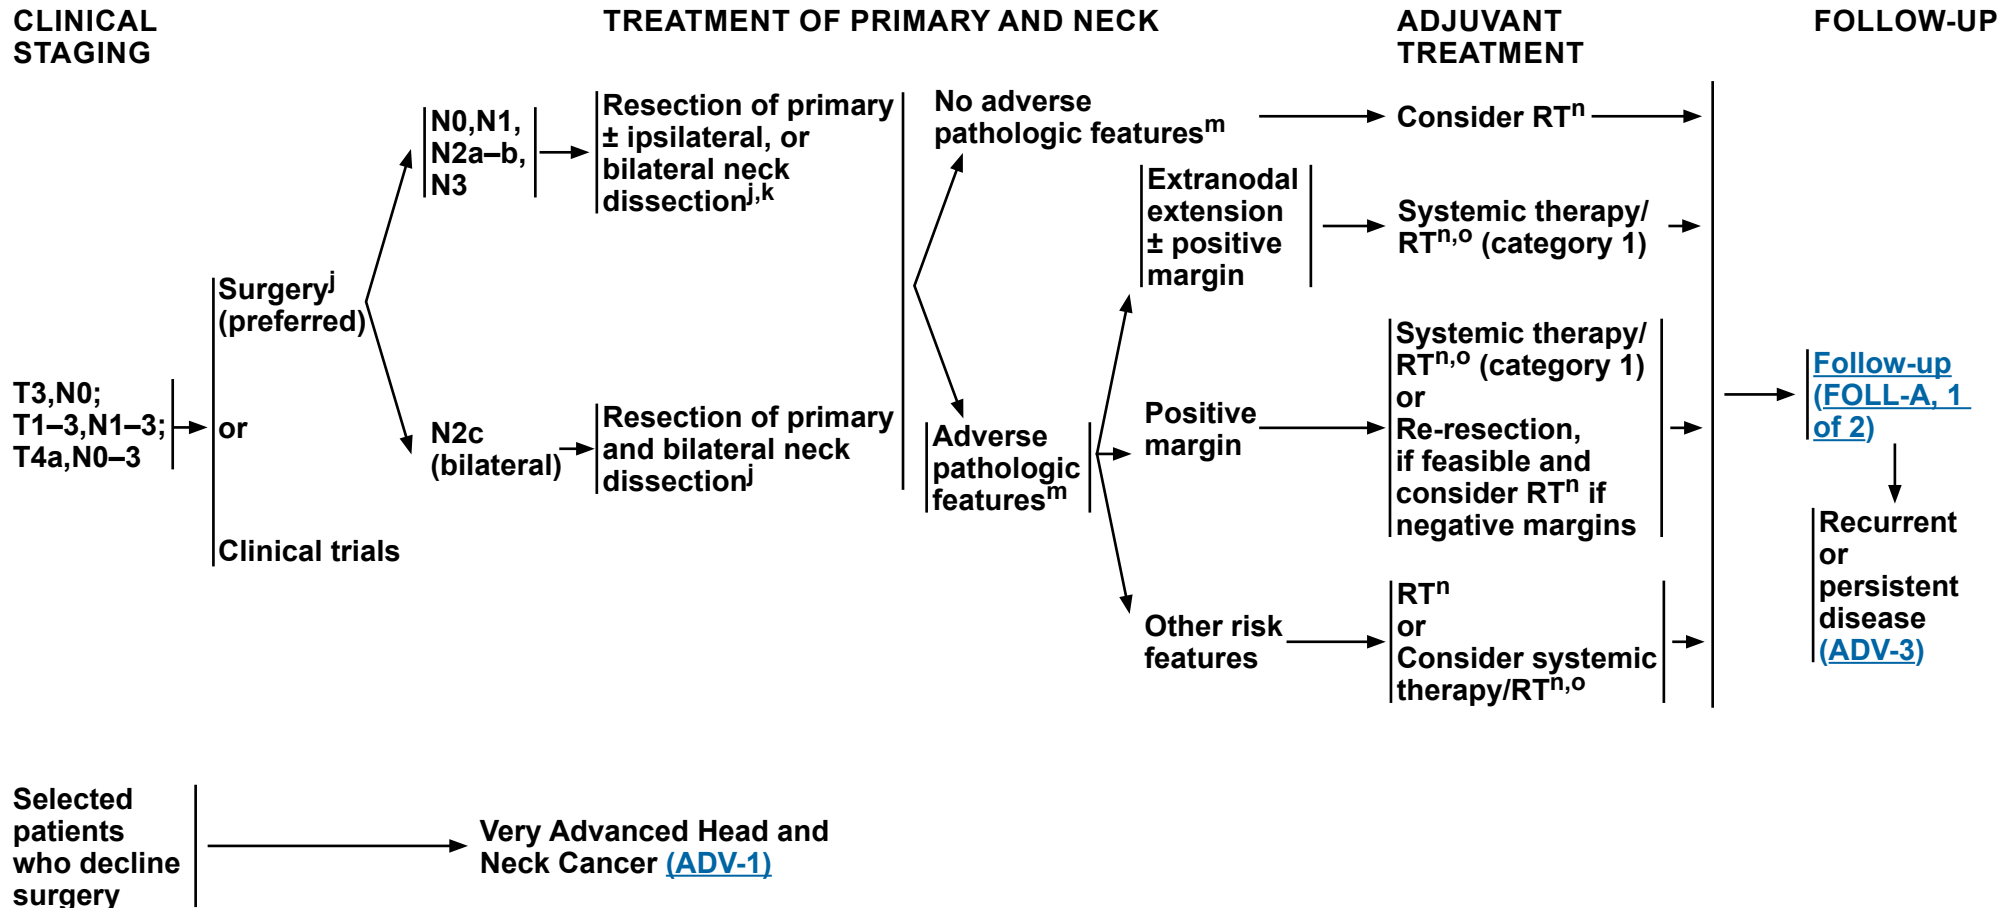 CLINICAL
STAGING
TREATMENT OF PRIMARY AND NECK
ADJUVANT
TREATMENT
FOLLOW-UP
T3,N0;
T1–3,N1–3;
T4a,N0–3
Surgeryj
(preferred)
or
Clinical trials
N0,N1,
N2a–b,
N3
Resection of primary
± ipsilateral, or
bilateral neck
dissectionj,k
N2c
(bilateral)
Resection of primary
and bilateral neck
dissectionj
No adverse
pathologic featuresm
Adverse
pathologic
featuresm
Extranodal
extension
± positive
margin
Positive
margin
Other risk
features
Consider RTn
Systemic therapy/
RTn,o (category 1)
Systemic therapy/
RTn,o (category 1)
or
Re-resection,
if feasible and
consider RTn if
negative margins
RTn
or
Consider systemic
therapy/RTn,o
Follow-up
(FOLL-A, 1
of 2)
Recurrent
or
persistent
disease
(ADV-3)
Selected
patients
who decline
surgery
Very Advanced Head and
Neck Cancer (ADV-1)